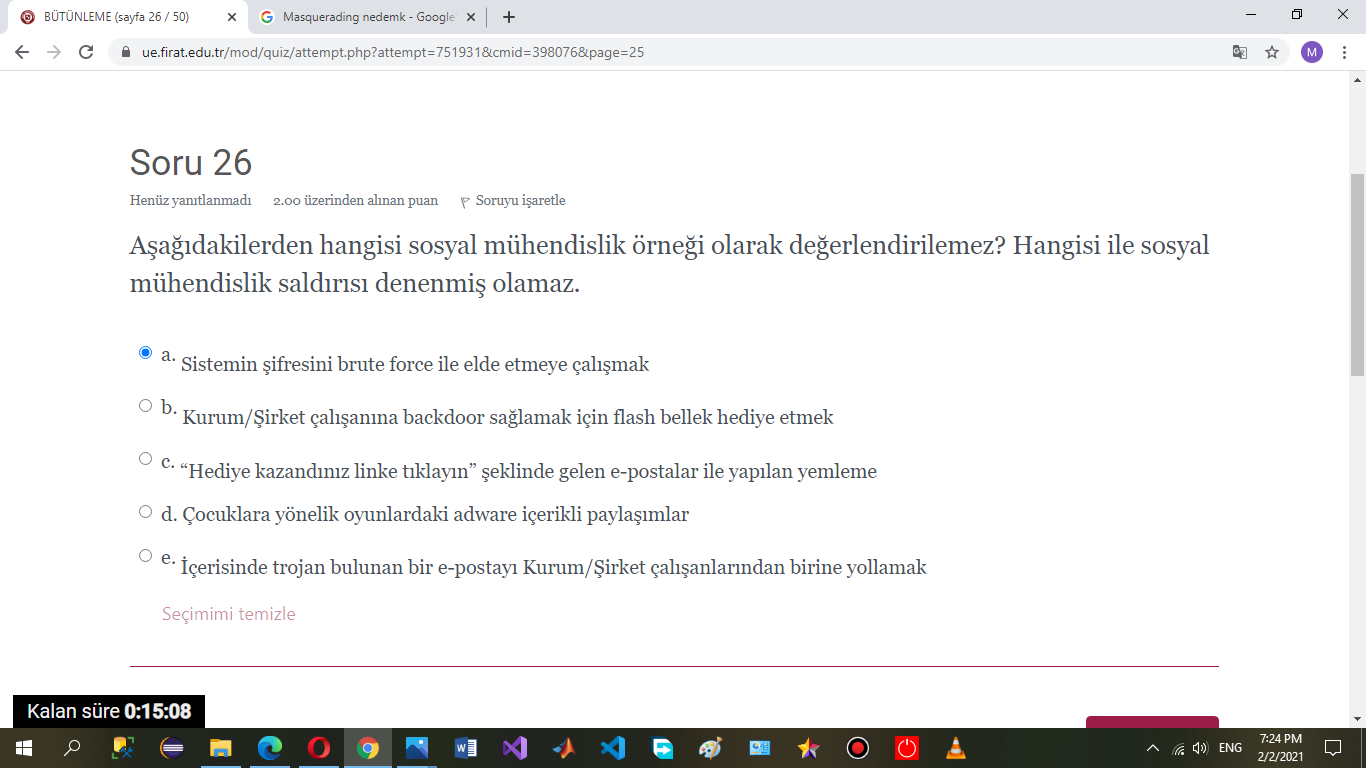 BÜTÜNLEME (sayfa 26 / 50)
Masquerading nedemk - Google
ue.firat.edu.tr/mod/quiz/attempt.php?attempt=751931&cmid=398076&page=25
M
Soru 26
Henüz yanıtlanmadı 2.00 üzerinden alınan puan Soruyu işaretle
Aşağıdakilerden hangisi sosyal mühendislik örneği olarak değerlendirilemez? Hangisi ile sosyal
mühendislik saldırısı denenmiş olamaz.
a. Sistemin şifresini brute force ile elde etmeye çalışmak
b. Kurum/Şirket çalışanına backdoor sağlamak için flash bellek hediye etmek
c. “Hediye kazandınız linke tıklayın” şeklinde gelen e-postalar ile yapılan yemleme
d. Çocuklara yönelik oyunlardaki adware içerikli paylaşımlar
e. İçerisinde trojan bulunan bir e-postayı Kurum/Şirket çalışanlarından birine yollamak
Seçimimi temizle
Kalan süre 0:15:08
ENG
7:24 PM
2/2/2021